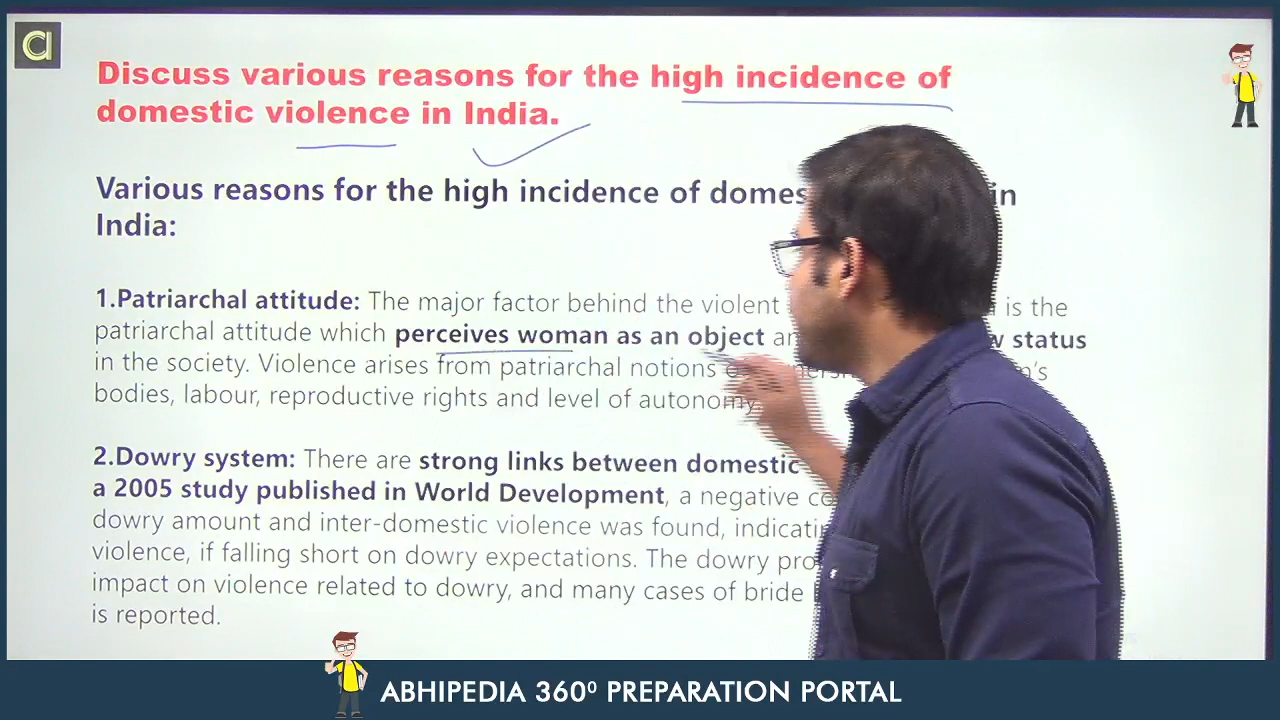 a
Discuss various reasons for the high incidence of
domestic violence in India.
Various reasons for the high incidence of in
India:
1.Patriarchal attitude: The major factor behind the violent is the
patriarchal attitude which perceives woman as an object status
in the society. Violence arises from patriarchal notions
bodies, labour, reproductive rights and level of autonomy
2.Dowry system: There are strong links between domestic
a 2005 study published in World Development, a negative
dowry amount and inter-domestic violence was found,
violence, if falling short on dowry expectations. The dowry
impact on violence related to dowry, and many cases of bride
is reported.
ABHIPEDIA 360⁰ PREPARATION PORTAL